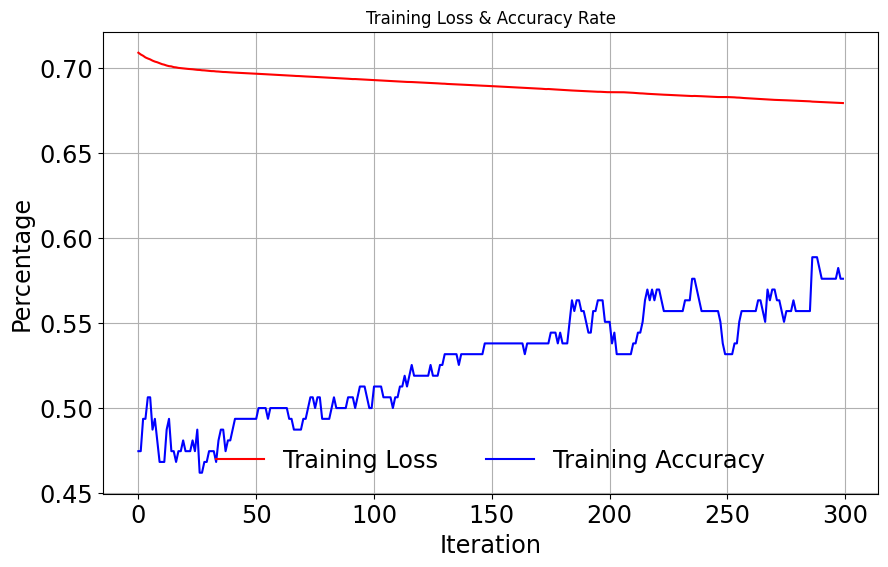 Training Loss & Accuracy Rate
0.70
0.65
0.60
0.55
0.50
0.45
Percentage
Training Loss Training Accuracy
0 50 100 150 200 250 300
Iteration